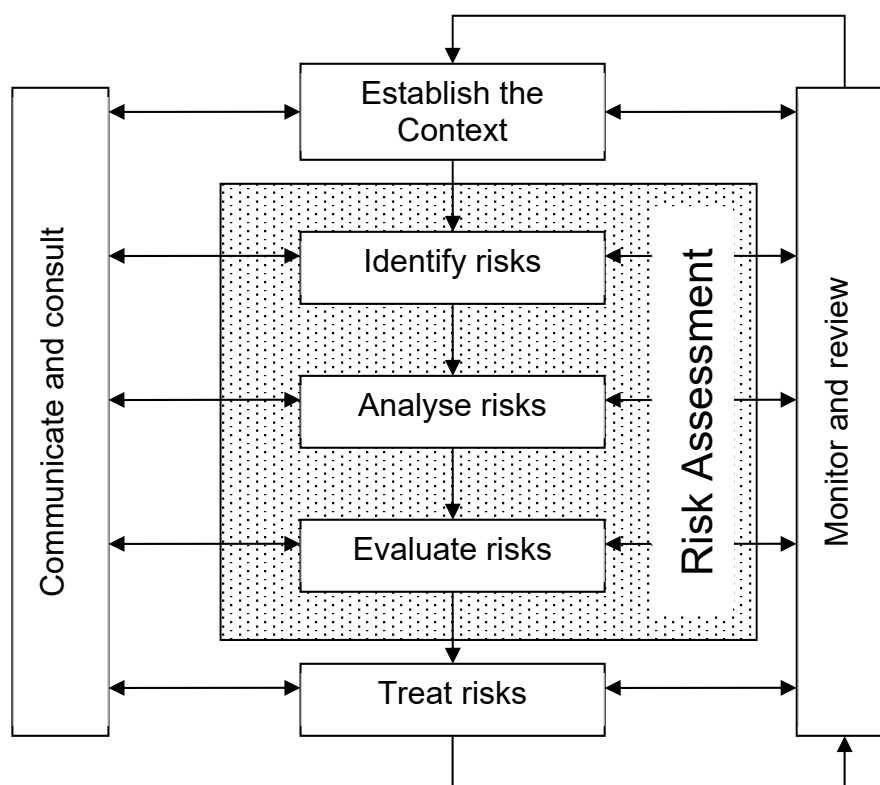 Establish the
Context
Communicate and consult
Identify risks
Analyse risks
Evaluate risks
Risk Assessment
Monitor and review
Treat risks